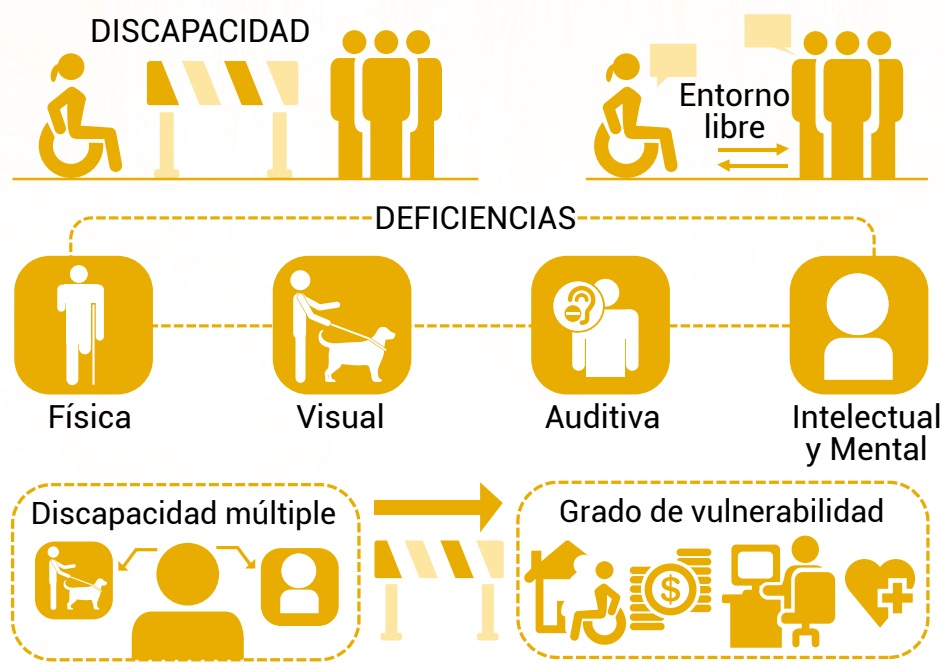 DISCAPACIDAD
Entorno
libre
DEFICIENCIAS
Física
Visual
Auditiva
Intelectual
y Mental
Discapacidad múltiple
Grado de vulnerabilidad
$